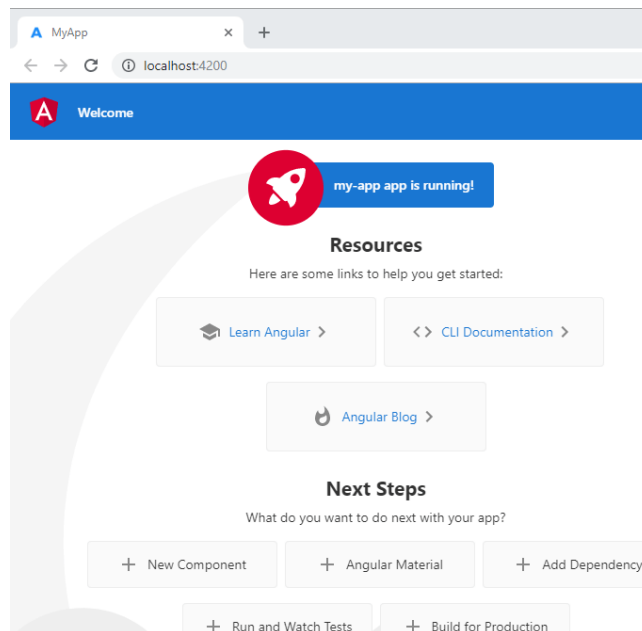 MyApp
localhost:4200
Welcome
my-app app is running!
Resources
Here are some links to help you get started:
Learn Angular
CLI Documentation
Angular Blog
Next Steps
What do you want to do next with your app?
New Component Angular Material Add Dependency
Run and Watch Tests Build for Production